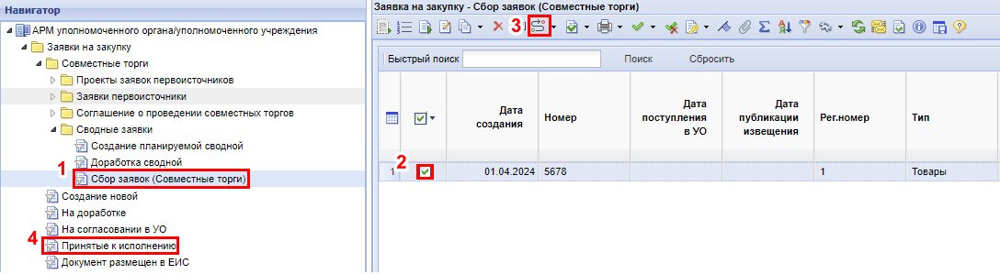 Навигатор
АРМ уполномоченного органа/уполномоченного учреждения
Заявки на закупку
Совместные торги
Проекты заявок первоисточников
Заявки первоисточники
Соглашение о проведении совместных торгов
Сводные заявки
Создание планируемой сводной
Доработка сводной
1 Сбор заявок (Совместные торги)
Создание новой
На доработке
На согласовании в УО
4 Принятые к исполнению
Документ размещен в ЕИС
Заявка на закупку - Сбор заявок (Совместные торги)
3
Быстрый поиск Поиск Сбросить
Дата создания
Номер
Дата поступления в УО
Дата публикации извещения
Рег.номер
Тип
2
1 01.04.2024 5678 1 Товары